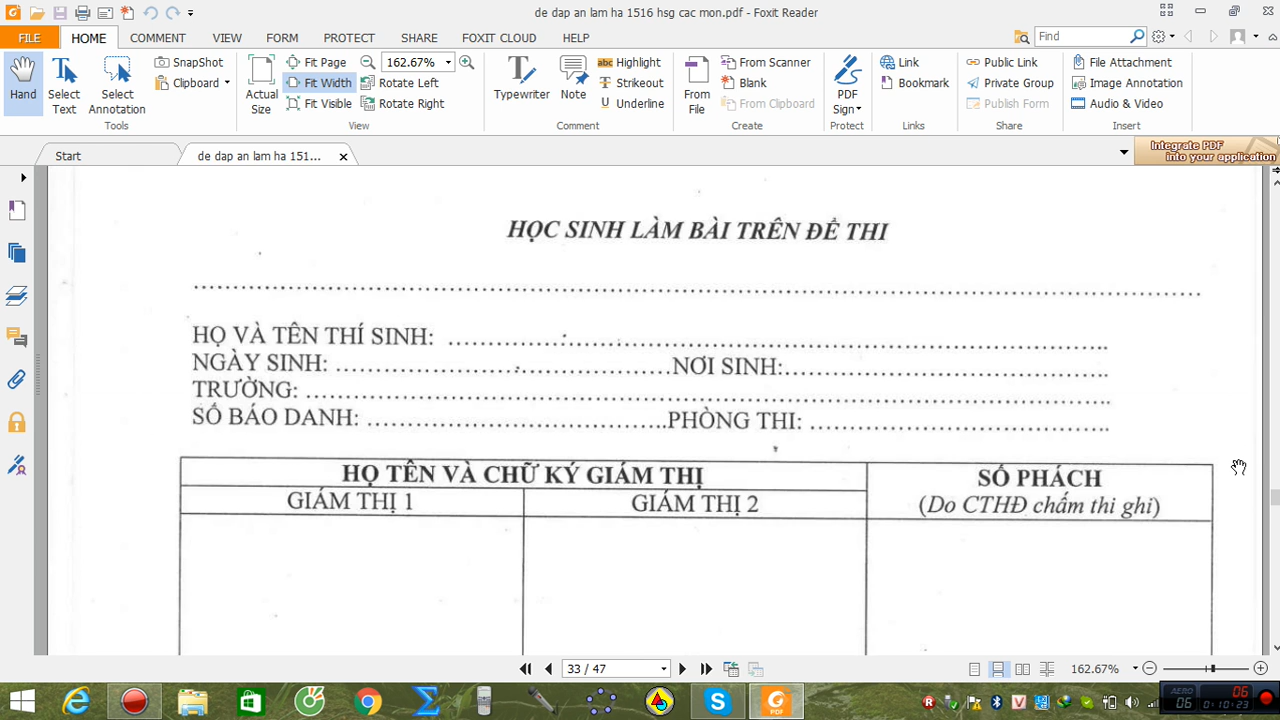 de dap an lam ha 1516 hsg cac mon.pdf - Foxit Reader
FILE HOME COMMENT VIEW FORM PROTECT SHARE FOXIT CLOUD HELP Find
Hand
Select Text
Select Annotation
SnapShot
Clipboard
Tools
Actual Size
Fit Page
Fit Width
Fit Visible
162.67%
Rotate Left
Rotate Right
View
Typewriter
Note
Highlight
Strikeout
Underline
Comment
From File
From Scanner
Blank
From Clipboard
Create
PDF Sign
Protect
Link
Bookmark
Links
Public Link
Private Group
Publish Form
Share
File Attachment
Image Annotation
Audio & Video
Insert
Start de dap an lam ha 151...
Integrate PDF
into your application
HỌC SINH LÀM BÀI TRÊN ĐỀ THI
HỌ VÀ TÊN THÍ SINH: ..........
NGÀY SINH: ..........NƠI SINH:..........
TRƯỜNG: ..........
SỐ BÁO DANH: ..........PHÒNG THI: ..........
HỌ TÊN VÀ CHỮ KÝ GIÁM THỊ SỐ PHÁCH
GIÁM THỊ 1 GIÁM THỊ 2 (Do CTHĐ chấm thi ghi)
33 / 47 162.67%
AERO 06
06 0:10:23